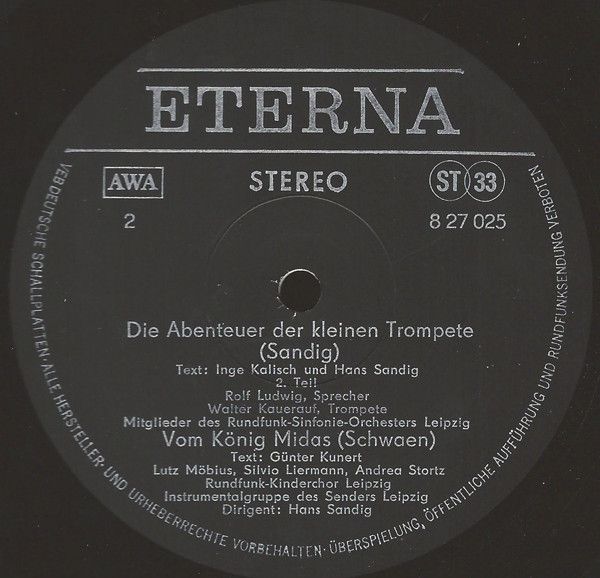 ETERNA
AWA
STEREO
ST 33
2
8 27 025
Die Abenteuer der kleinen Trompete
(Sandig)
Text: Inge Kalisch und Hans Sandig
2. Teil
Rolf Ludwig, Sprecher
Walter Kauerauf, Trompete
Mitglieder des Rundfunk-Sinfonie-Orchesters Leipzig
Vom König Midas (Schwaen)
Text: Günter Kunert
Lutz Möbius, Silvio Liermann, Andrea Stortz
Rundfunk-Kinderchor Leipzig
Instrumentalgruppe des Senders Leipzig
Dirigent: Hans Sandig
VEB DEUTSCHE SCHALLPLATTEN · ALLE HERSTELLER- UND URHEBERRECHTE VORBEHALTEN · ÜBERSPIELUNG, ÖFFENTLICHE AUFFÜHRUNG UND RUNDFUNKSENDUNG VERBOTEN